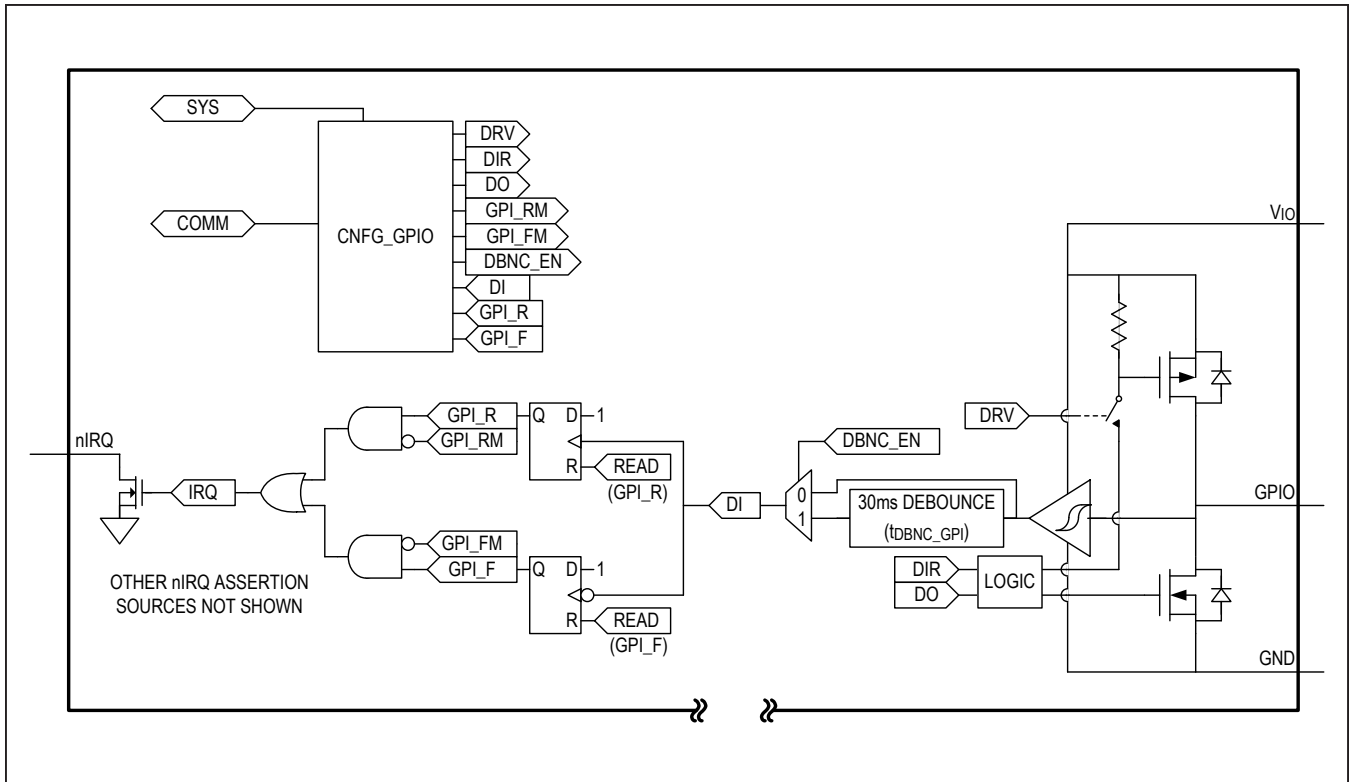 SYS
COMM
CNFG_GPIO
DRV
DIR
DO
GPI_RM
GPI_FM
DBNC_EN
DI
GPI_R
GPI_F
VIO
DRV
nIRQ
IRQ
GPI_R
GPI_RM
Q
D
1
R
READ
(GPI_R)
DBNC_EN
DI
0
1
30ms DEBOUNCE
(tDBNC_GPI)
GPIO
GPI_FM
GPI_F
Q
D
1
R
READ
(GPI_F)
DIR
DO
LOGIC
OTHER nIRQ ASSERTION
SOURCES NOT SHOWN
GND